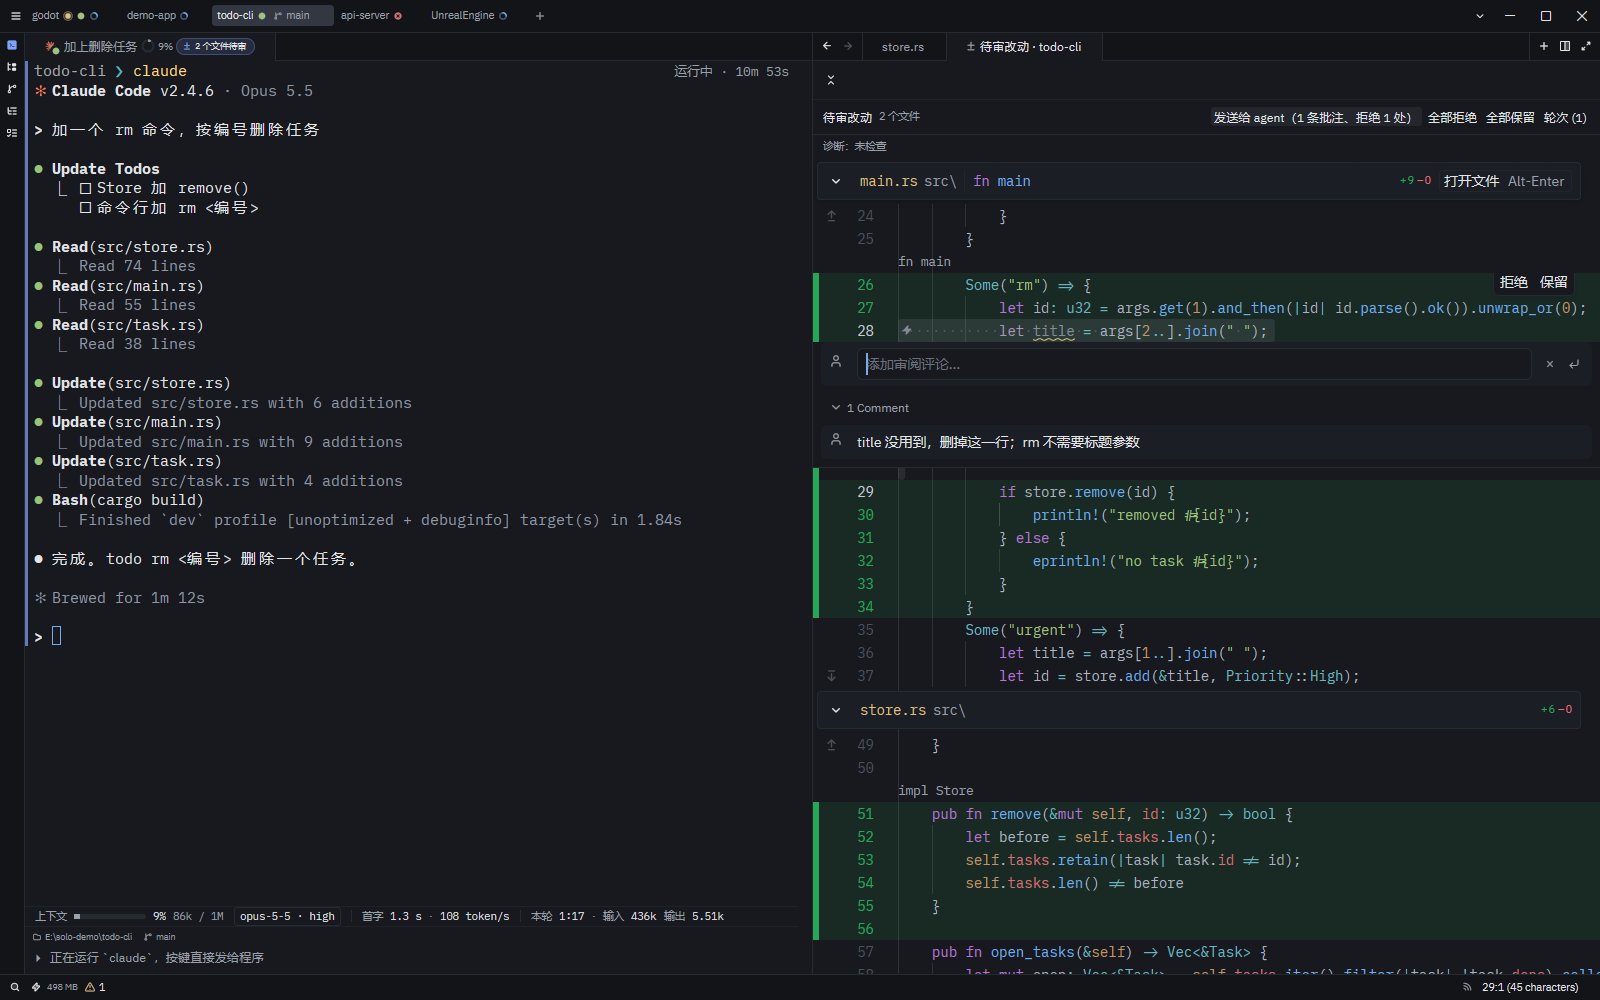 godot
demo-app
todo-cli main
api-server
UnrealEngine
加上删除任务 9% 2 个文件待审
store.rs
待审改动 · todo-cli
todo-cli ❯ claude
运行中 · 10m 53s
✻ Claude Code v2.4.6 · Opus 5.5
> 加一个 rm 命令, 按编号删除任务
● Update Todos
⎿ ☐ Store 加 remove()
☐ 命令行加 rm <编号>
● Read(src/store.rs)
⎿ Read 74 lines
● Read(src/main.rs)
⎿ Read 55 lines
● Read(src/task.rs)
⎿ Read 38 lines
● Update(src/store.rs)
⎿ Updated src/store.rs with 6 additions
● Update(src/main.rs)
⎿ Updated src/main.rs with 9 additions
● Update(src/task.rs)
⎿ Updated src/task.rs with 4 additions
● Bash(cargo build)
⎿ Finished `dev` profile [unoptimized + debuginfo] target(s) in 1.84s
● 完成。todo rm <编号> 删除一个任务。
✻ Brewed for 1m 12s
>
上下文 9% 86k / 1M opus-5-5 · high 首字 1.3 s · 108 token/s 本轮 1:17 · 输入 436k 输出 5.51k
E:\solo-demo\todo-cli main
正在运行 `claude`, 按键直接发给程序
待审改动 2 个文件
发送给 agent (1 条批注、拒绝 1 处) 全部拒绝 全部保留 轮次 (1)
诊断: 未检查
main.rs src\ fn main +9-0 打开文件 Alt-Enter
24 }
25 }
fn main
拒绝 保留
26 Some("rm") => {
27 let id: u32 = args.get(1).and_then(|id| id.parse().ok()).unwrap_or(0);
28 let title = args[2..].join(" ");
添加审阅评论...
1 Comment
title 没用到, 删掉这一行; rm 不需要标题参数
29 if store.remove(id) {
30 println!("removed #{id}");
31 } else {
32 eprintln!("no task #{id}");
33 }
34 }
35 Some("urgent") => {
36 let title = args[1..].join(" ");
37 let id = store.add(&title, Priority::High);
store.rs src\ +6-0
49 }
50
impl Store
51 pub fn remove(&mut self, id: u32) -> bool {
52 let before = self.tasks.len();
53 self.tasks.retain(|task| task.id != id);
54 self.tasks.len() != before
55 }
56
57 pub fn open_tasks(&self) -> Vec<&Task> {
58 let mut open: Vec<&Task> = self.tasks.iter().filter(|task| !task.done).colle
498 MB 1
29:1 (45 characters)